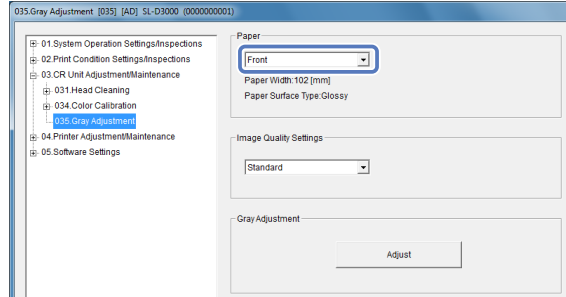 035.Gray Adjustment [035] [AD] SL-D3000 (0000000001)
01.System Operation Settings/Inspections
02.Print Condition Settings/Inspections
03.CR Unit Adjustment/Maintenance
031.Head Cleaning
034.Color Calibration
035.Gray Adjustment
04.Printer Adjustment/Maintenance
05.Software Settings
Paper
Front
Paper Width:102 [mm]
Paper Surface Type:Glossy
Image Quality Settings
Standard
Gray Adjustment
Adjust